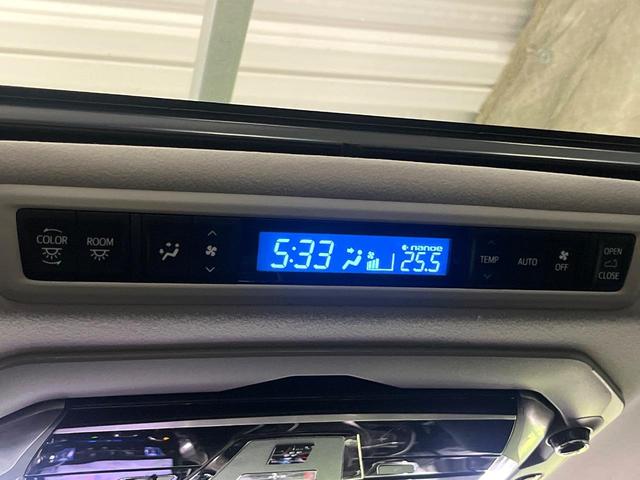 COLOR ROOM 5:33 nanoe 25.5 TEMP AUTO OFF OPEN
CLOSE